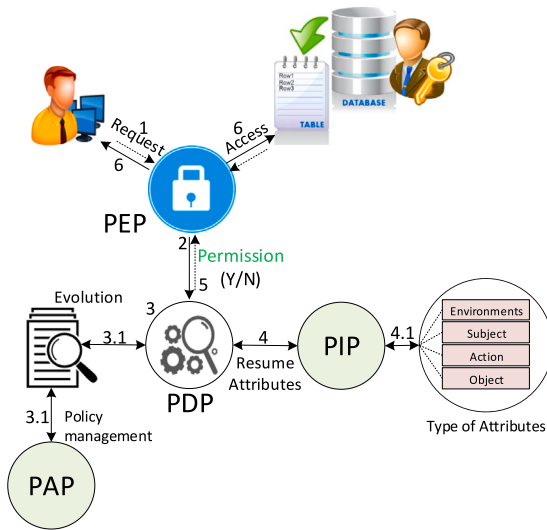 Row1
Row2
Row3
DATABASE
TABLE
1
Request
6
6
Access
PEP
2
Permission
5
(Y/N)
Evolution
3
3.1
4
PIP
4.1
Environments
Subject
Action
Object
Resume
Attributes
PDP
Type of Attributes
3.1
Policy
management
PAP